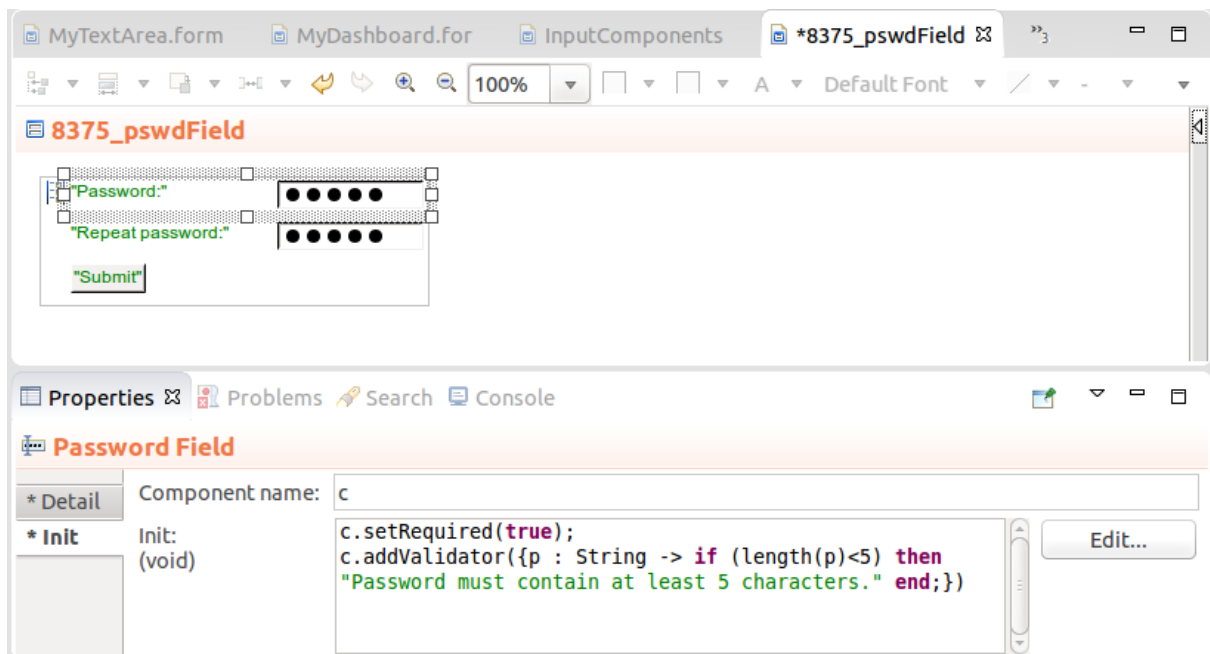 MyTextArea.form MyDashboard.for InputComponents *8375_pswdField »3
100% A Default Font -
8375_pswdField
"Password:"
"Repeat password:"
"Submit"
Properties Problems Search Console
Password Field
* Detail Component name: c
* Init Init: c.setRequired(true); Edit...
(void) c.addValidator({p : String -> if (length(p)<5) then
"Password must contain at least 5 characters." end;})